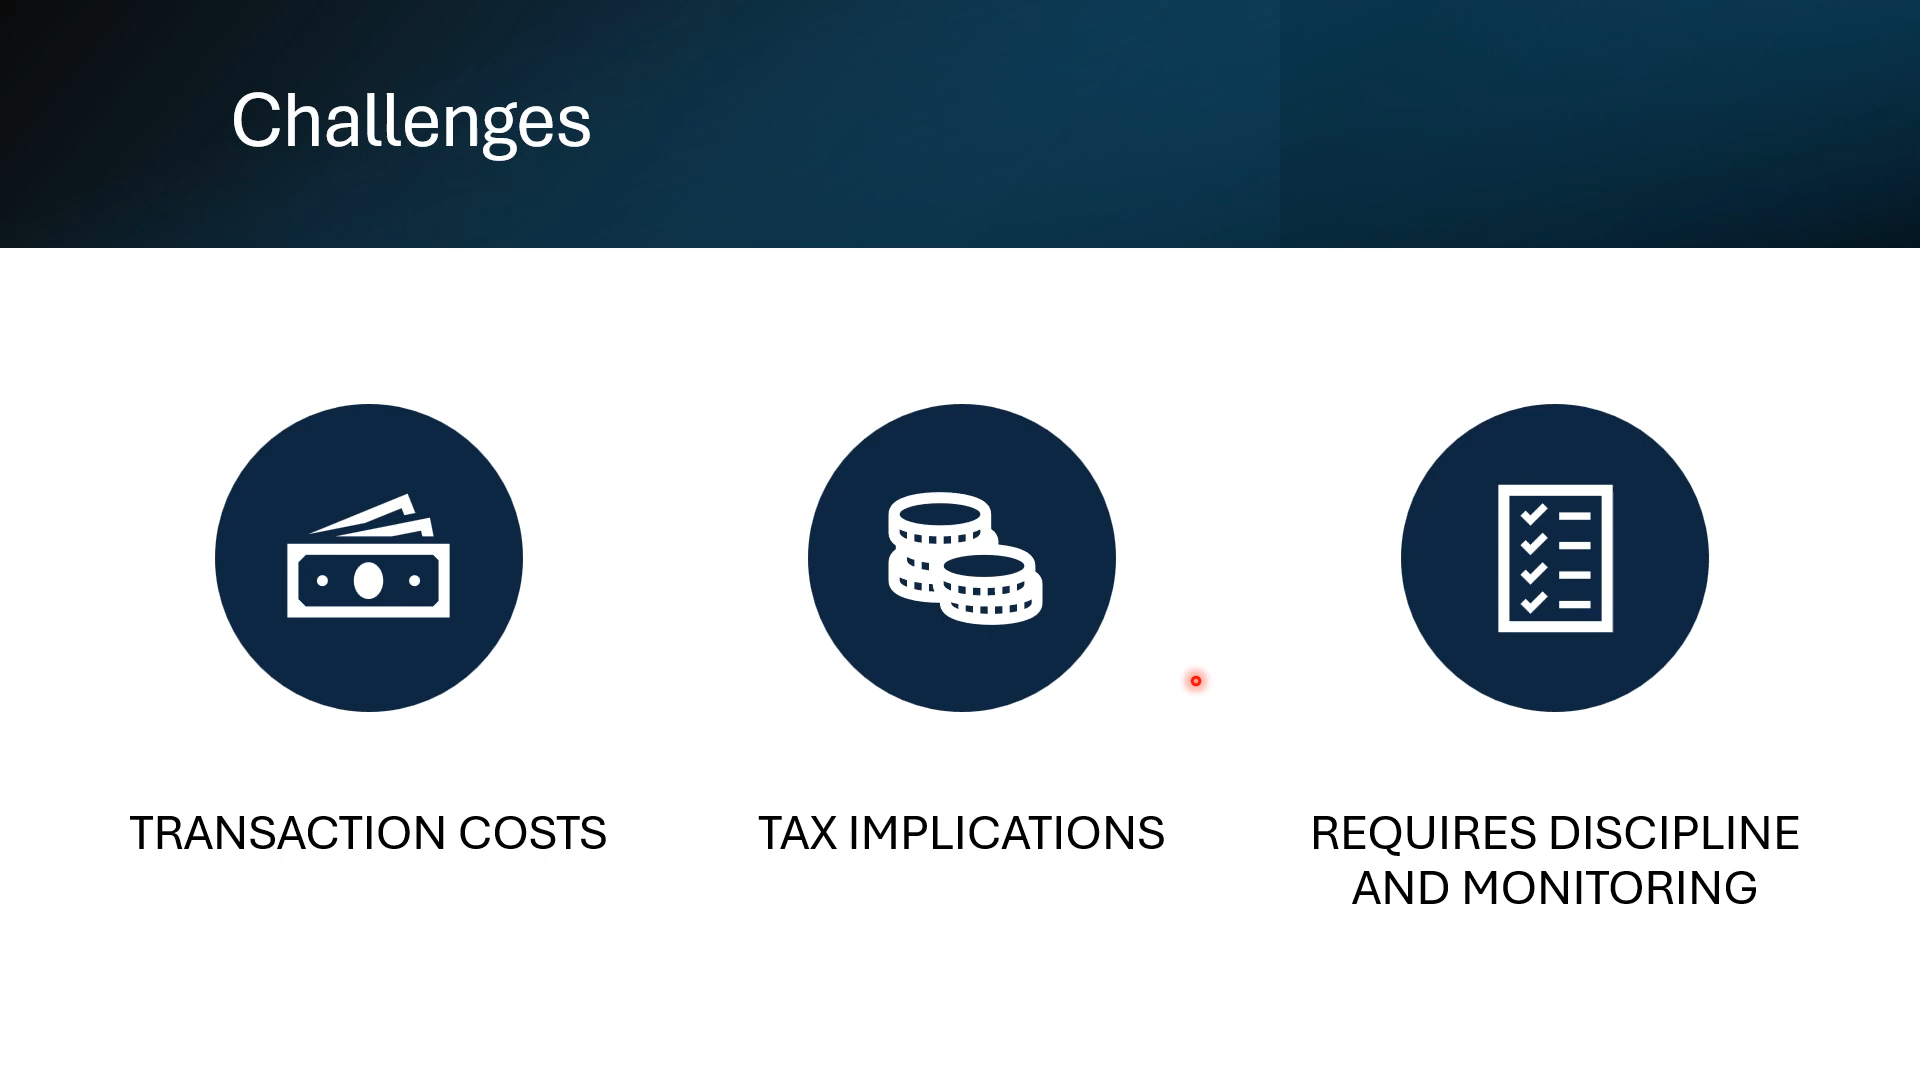 Challenges
TRANSACTION COSTS
TAX IMPLICATIONS
REQUIRES DISCIPLINE
AND MONITORING